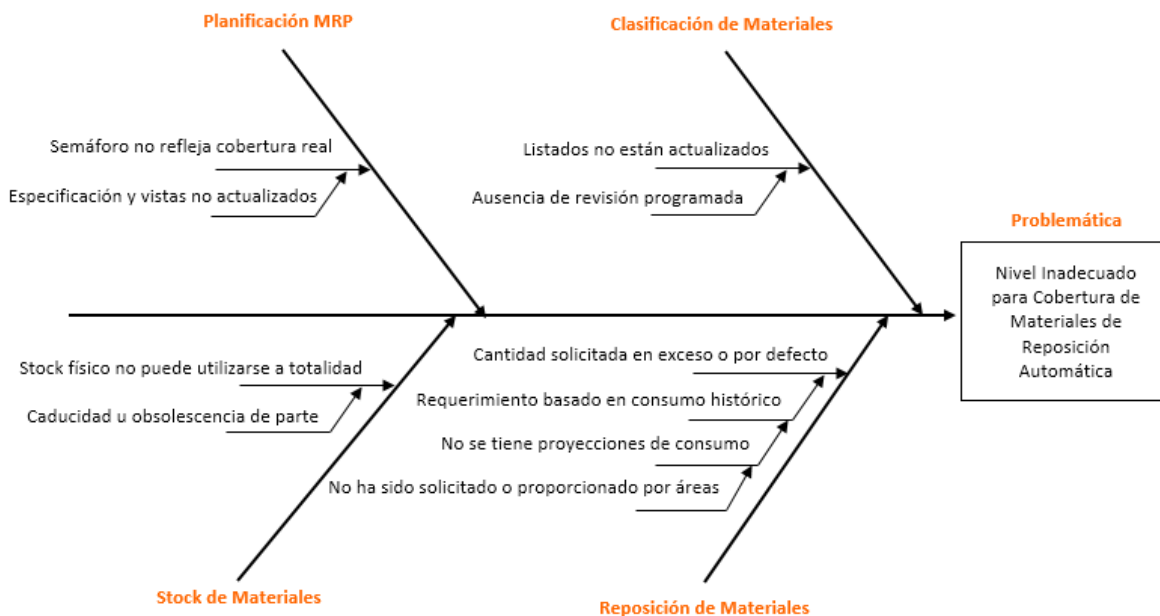 Planificación MRP
Clasificación de Materiales
Semáforo no refleja cobertura real
Especificación y vistas no actualizados
Listados no están actualizados
Ausencia de revisión programada
Problemática
Nivel Inadecuado
para Cobertura de
Materiales de
Reposición
Automática
Stock físico no puede utilizarse a totalidad
Caducidad u obsolescencia de parte
Cantidad solicitada en exceso o por defecto
Requerimiento basado en consumo histórico
No se tiene proyecciones de consumo
No ha sido solicitado o proporcionado por áreas
Stock de Materiales
Reposición de Materiales